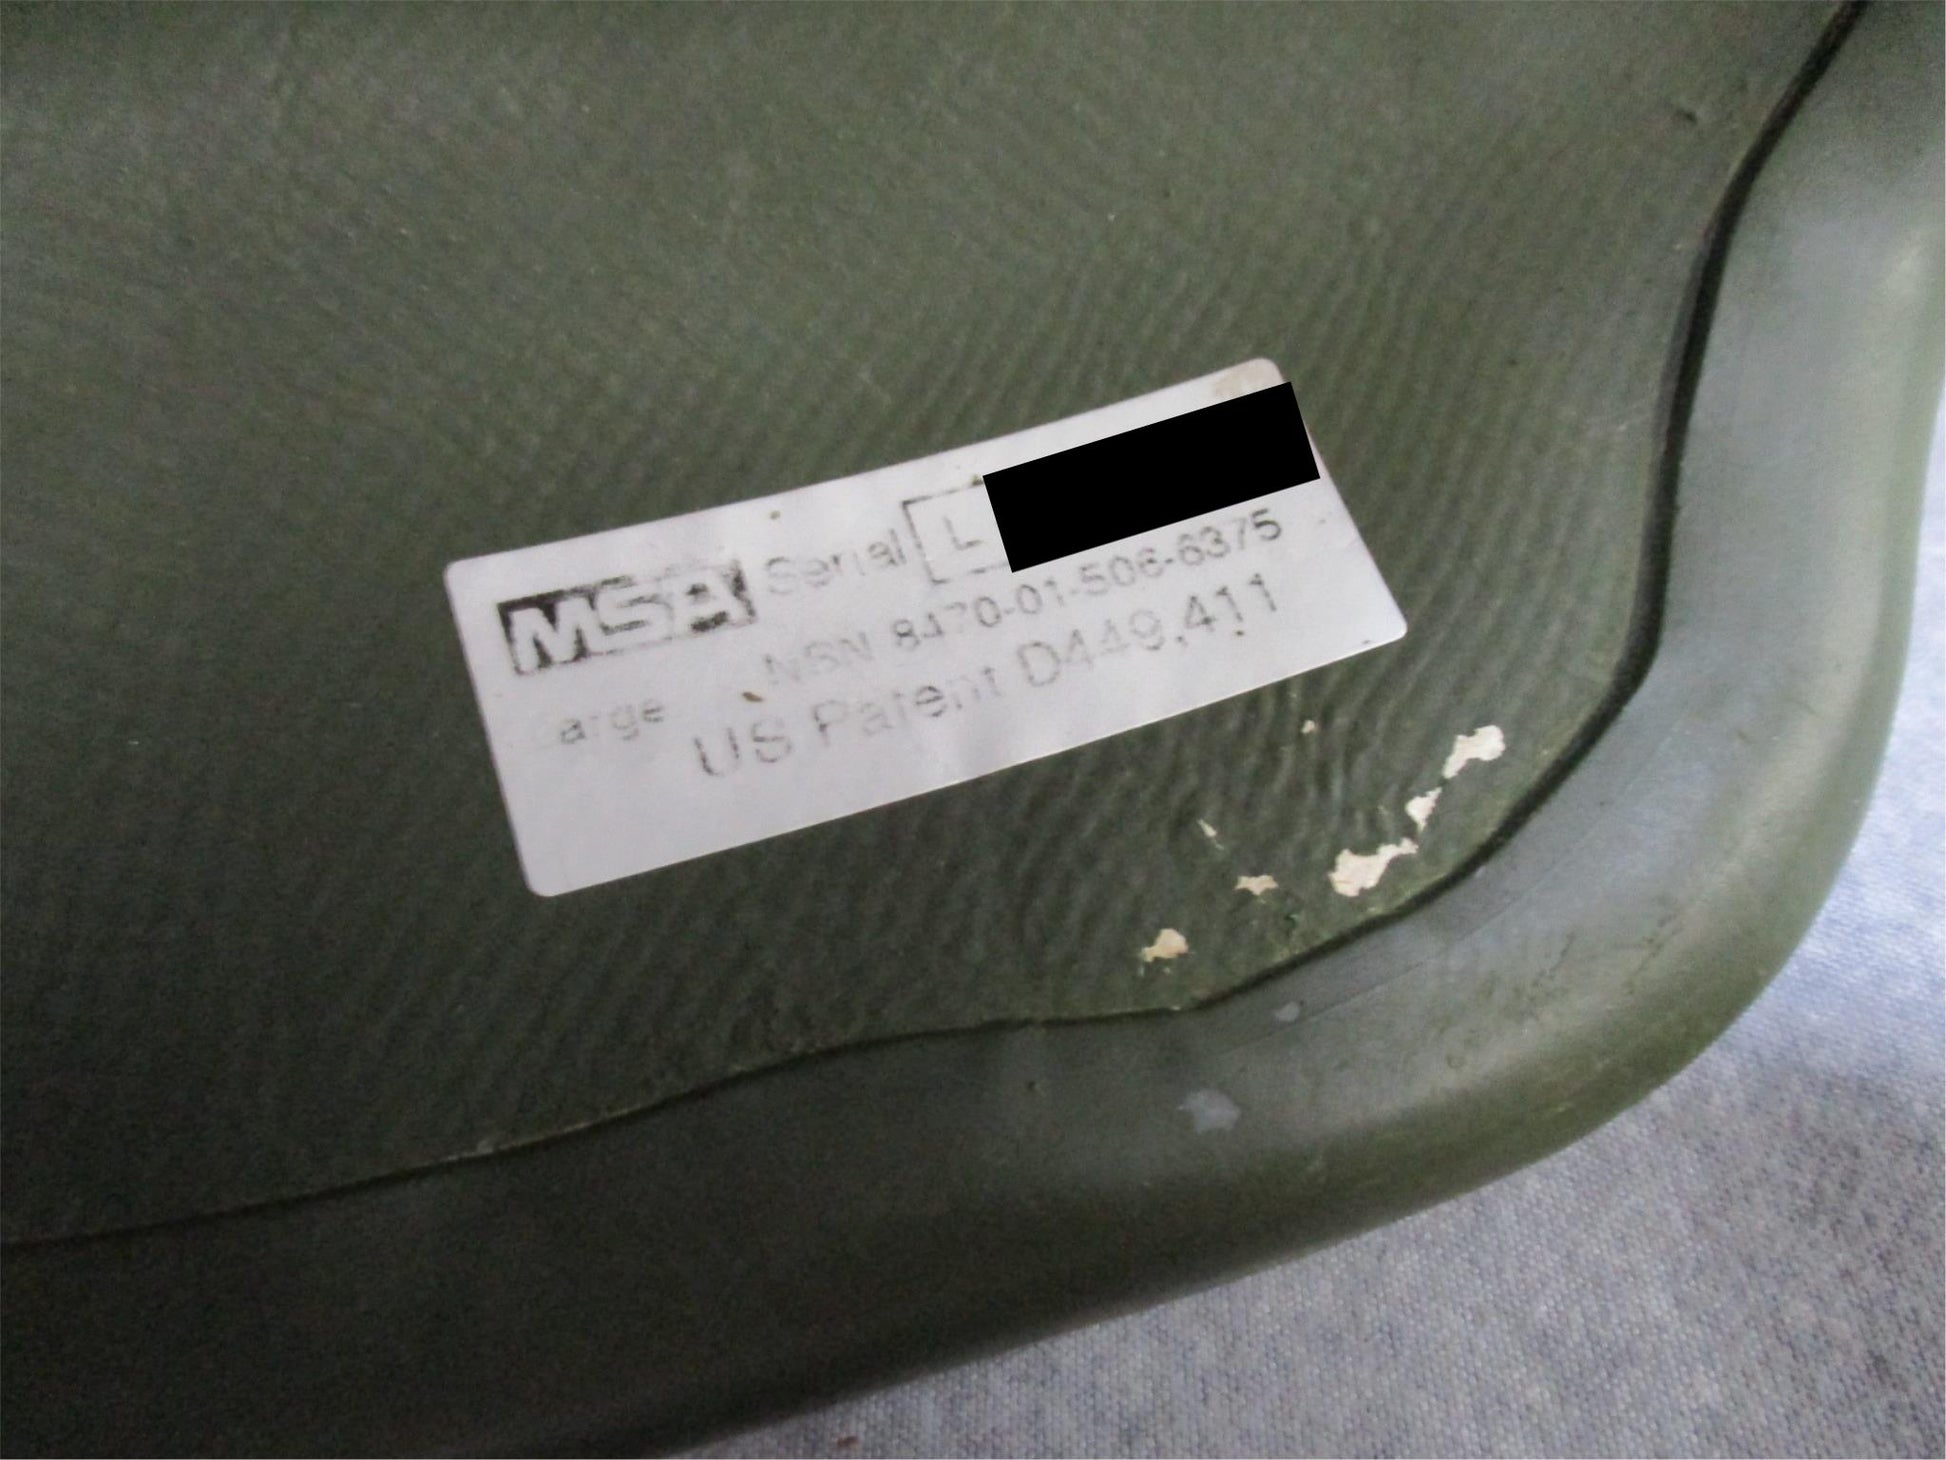 MSA Serial L
NSN 8470-01-506-6375
Large
US Patent D449,411